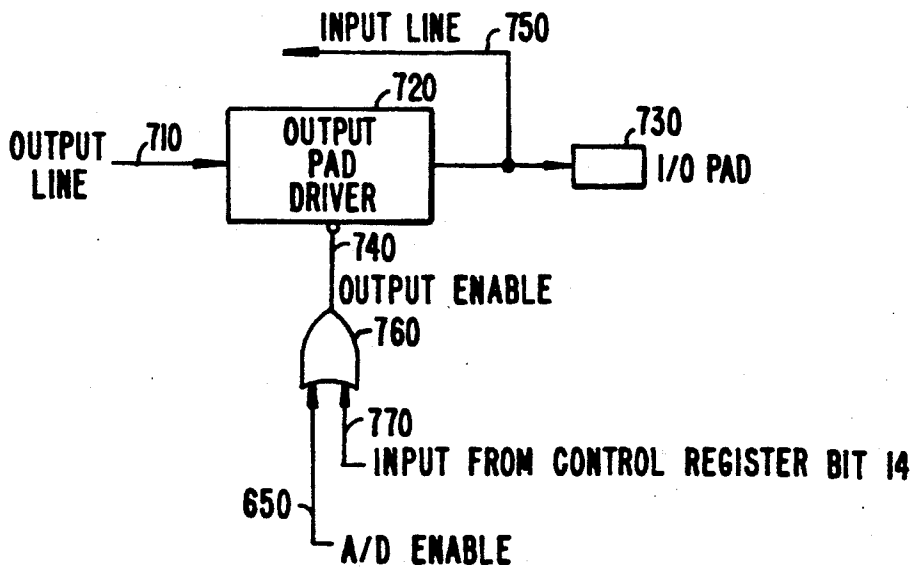 INPUT LINE
750
720
OUTPUT
LINE
710
OUTPUT
PAD
DRIVER
730
I/O PAD
740
OUTPUT ENABLE
760
770
INPUT FROM CONTROL REGISTER BIT 14
650
A/D ENABLE